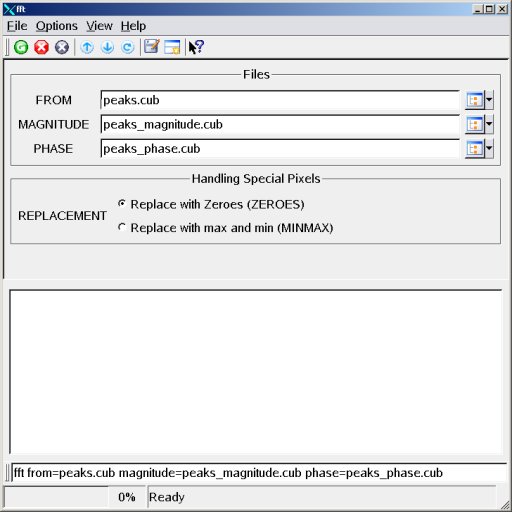 fft
File Options View Help
Files
FROM peaks.cub
MAGNITUDE peaks_magnitude.cub
PHASE peaks_phase.cub
Handling Special Pixels
REPLACEMENT
Replace with Zeroes (ZEROES)
Replace with max and min (MINMAX)
fft from=peaks.cub magnitude=peaks_magnitude.cub phase=peaks_phase.cub
0% Ready